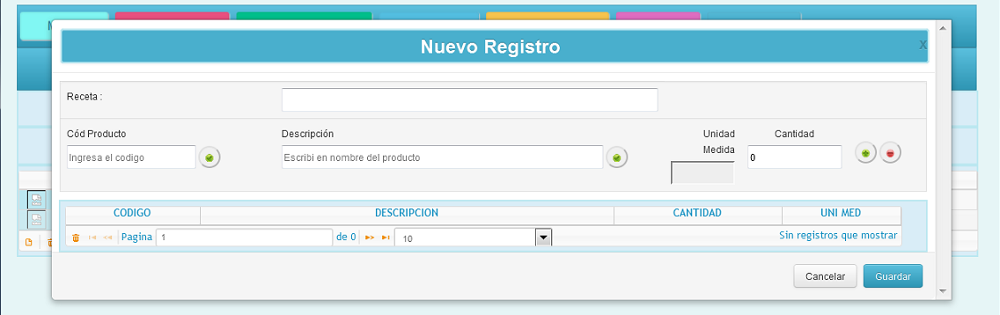 Nuevo Registro
X
Receta :
Cód Producto Descripción Unidad Medida Cantidad
Ingresa el codigo Escribi en nombre del producto 0
CODIGO DESCRIPCION CANTIDAD UNI MED
Pagina 1 de 0 10 Sin registros que mostrar
Cancelar Guardar